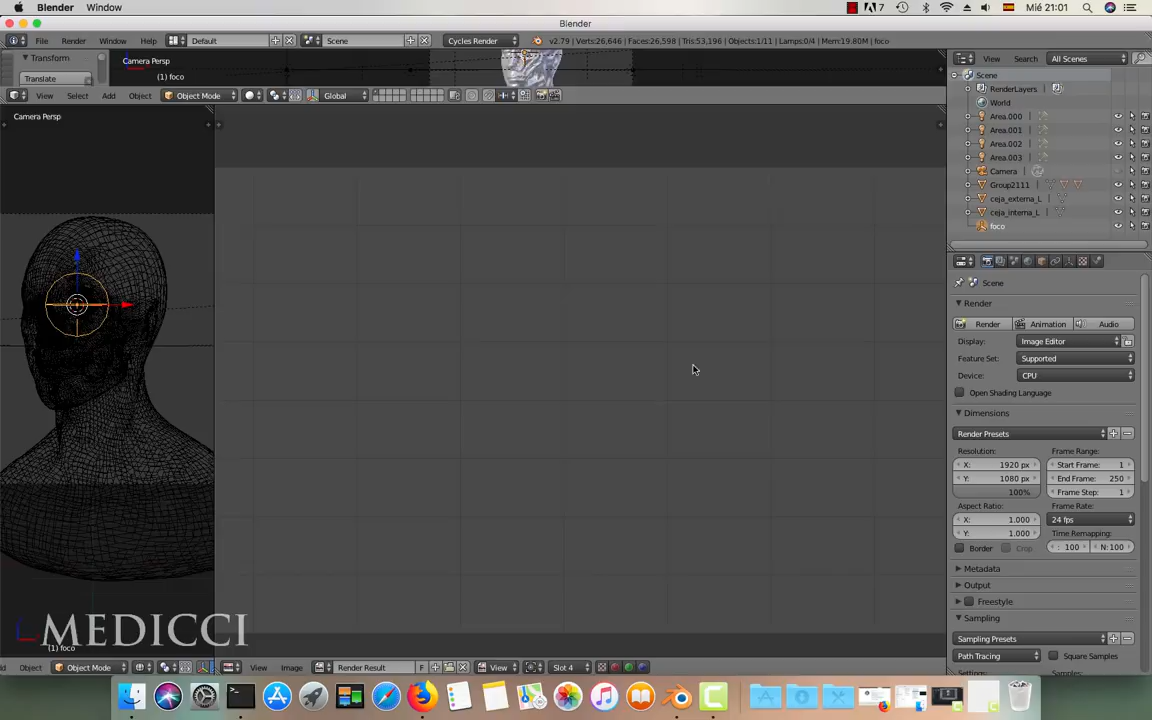 Blender Window
7 Mié 21:01
Blender
File Render Window Help Default Scene Cycles Render v2.79 | Verts:26,646 | Faces:26,598 | Tris:53,196 | Objects:1/11 | Lamps:0/4 | Mem:19.80M | foco
Transform
Translate
Camera Persp
(1) foco
View Select Add Object Object Mode Global
View Search All Scenes
Scene
RenderLayers
World
Area.000
Area.001
Area.002
Area.003
Camera
Group2111
ceja_externa_L
ceja_interna_L
foco
Camera Persp
MEDICCI
(1) foco
Object Object Mode
View Image Render Result F View Slot 4
Scene
Render
Render Animation Audio
Display: Image Editor
Feature Set: Supported
Device: CPU
Open Shading Language
Dimensions
Render Presets
Resolution: Frame Range:
X: 1920 px Start Frame: 1
Y: 1080 px End Frame: 250
100% Frame Step: 1
Aspect Ratio: Frame Rate:
X: 1.000 24 fps
Y: 1.000 Time Remapping:
Border Crop : 100 N:100
Metadata
Output
Freestyle
Sampling
Sampling Presets
Path Tracing Square Samples